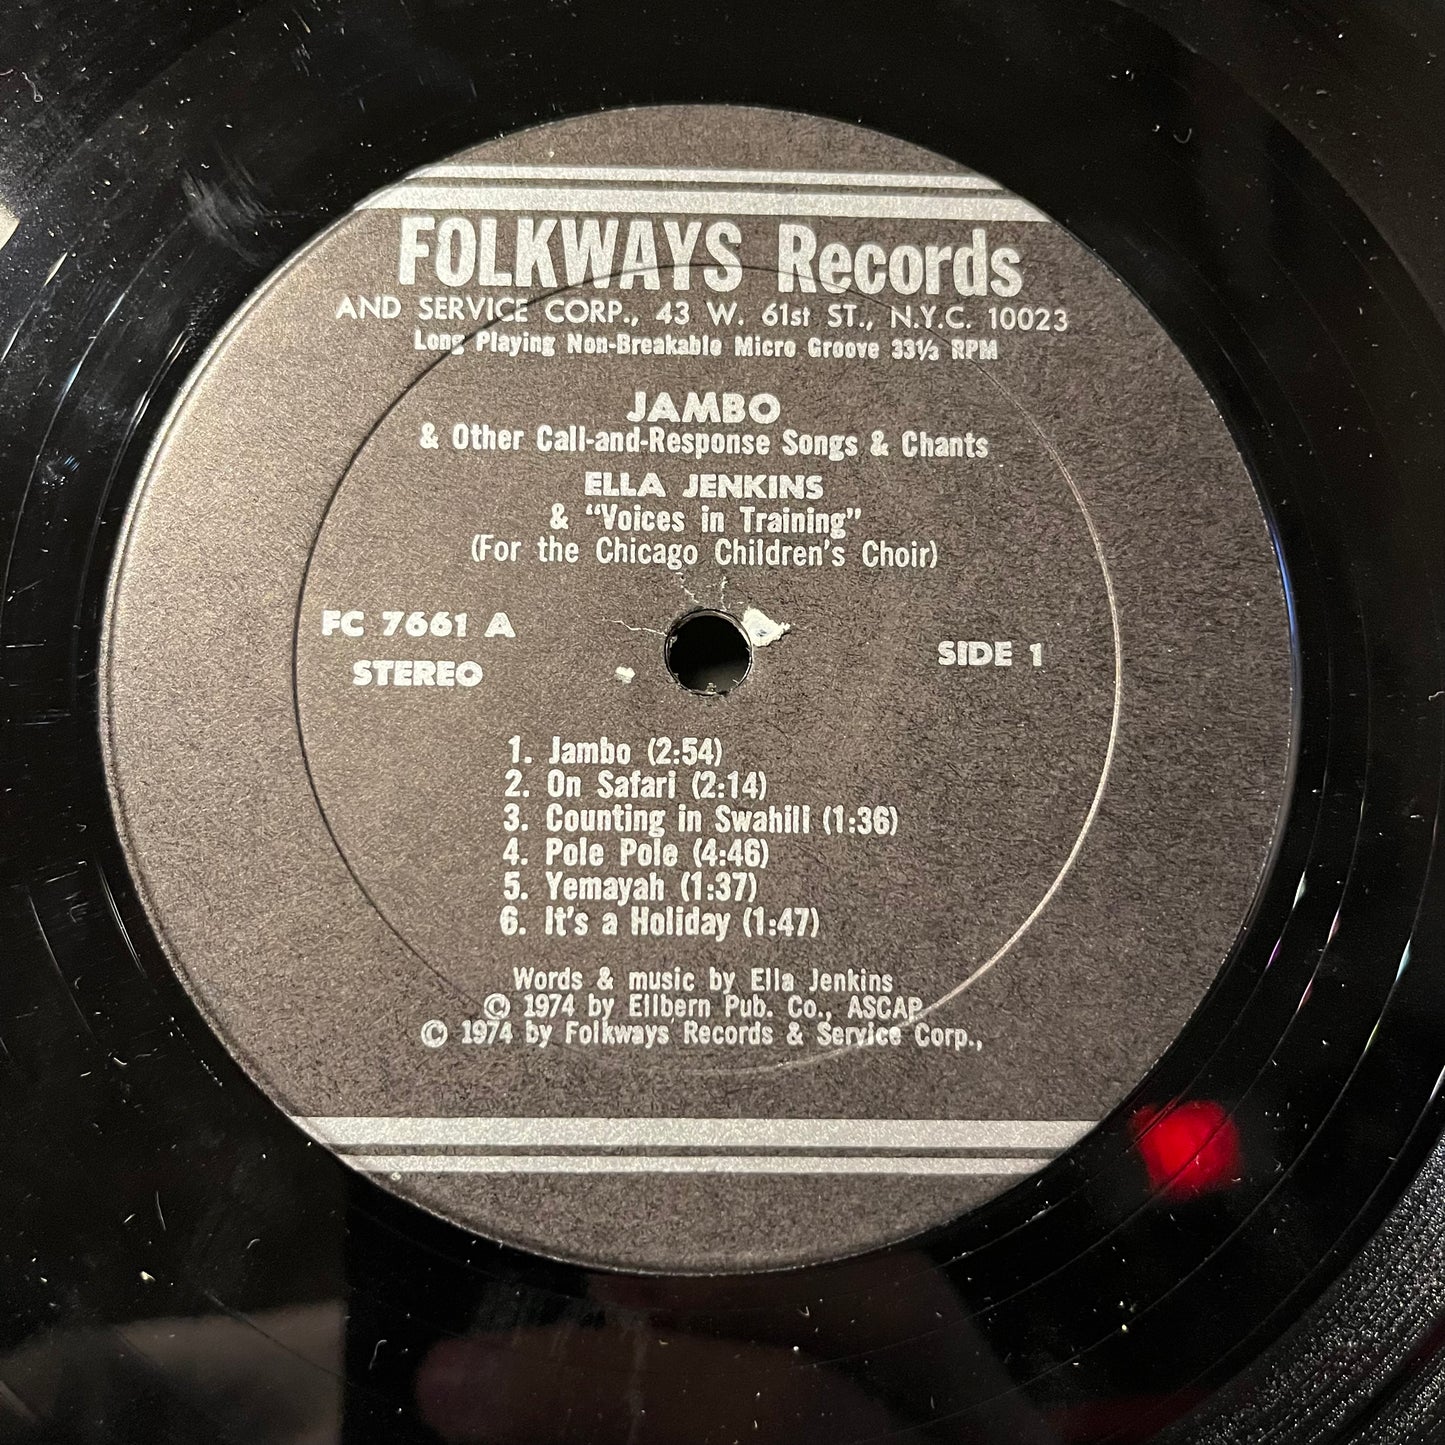 FOLKWAYS Records
AND SERVICE CORP., 43 W. 61st ST., N.Y.C. 10023
Long Playing Non-Breakable Micro Groove 33⅓ RPM
JAMBO
& Other Call-and-Response Songs & Chants
ELLA JENKINS
& "Voices in Training"
(For the Chicago Children's Choir)
FC 7661 A
STEREO
SIDE 1
1. Jambo (2:54)
2. On Safari (2:14)
3. Counting in Swahili (1:36)
4. Pole Pole (4:46)
5. Yemayah (1:37)
6. It's a Holiday (1:47)
Words & music by Ella Jenkins
© 1974 by Ellbern Pub. Co., ASCAP
© 1974 by Folkways Records & Service Corp.,